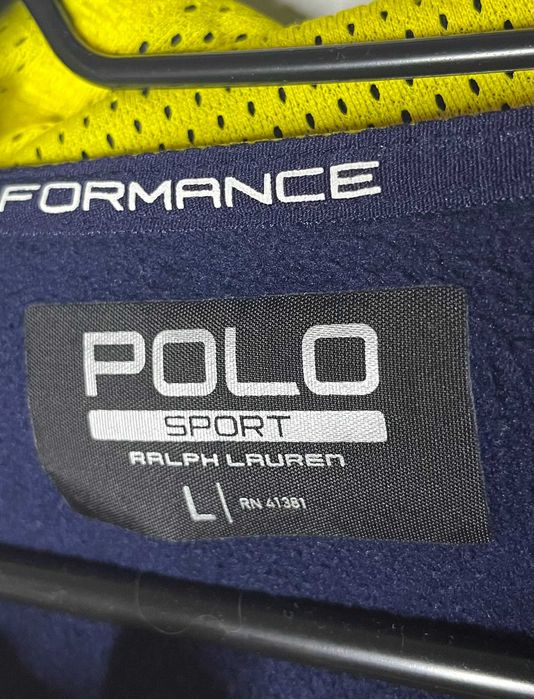 FORMANCE
POLO
SPORT
RALPH LAUREN
L RN 41381